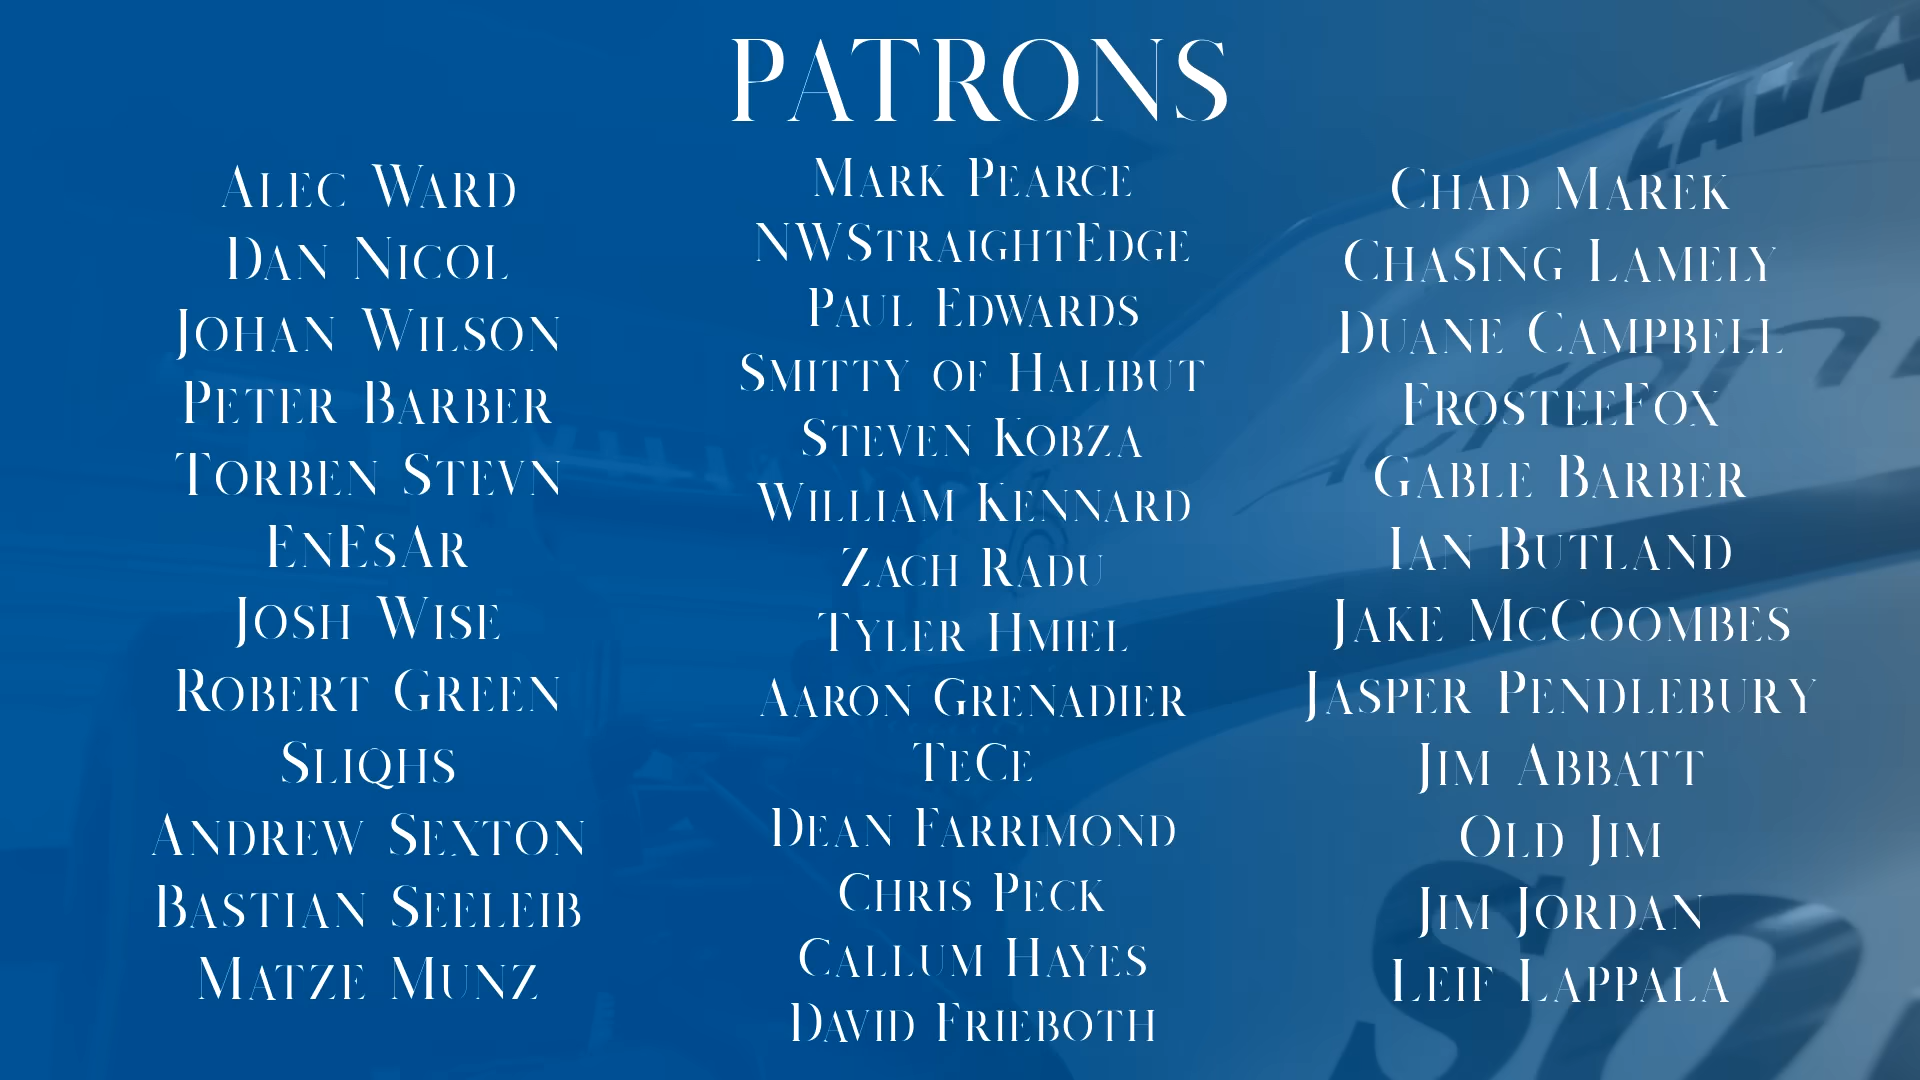 PATRONS
Alec Ward
Dan Nicol
Johan Wilson
Peter Barber
Torben Stevn
EnEsAr
Josh Wise
Robert Green
Sliqhs
Andrew Sexton
Bastian Seeleib
Matze Munz
Mark Pearce
NWStraightEdge
Paul Edwards
Smitty of Halibut
Steven Kobza
William Kennard
Zach Radu
Tyler Hmiel
Aaron Grenadier
TeCe
Dean Farrimond
Chris Peck
Callum Hayes
David Frieboth
Chad Marek
Chasing Lamely
Duane Campbell
FrosteeFox
Gable Barber
Ian Butland
Jake McCoombes
Jasper Pendlebury
Jim Abbatt
Old Jim
Jim Jordan
Leif Lappala